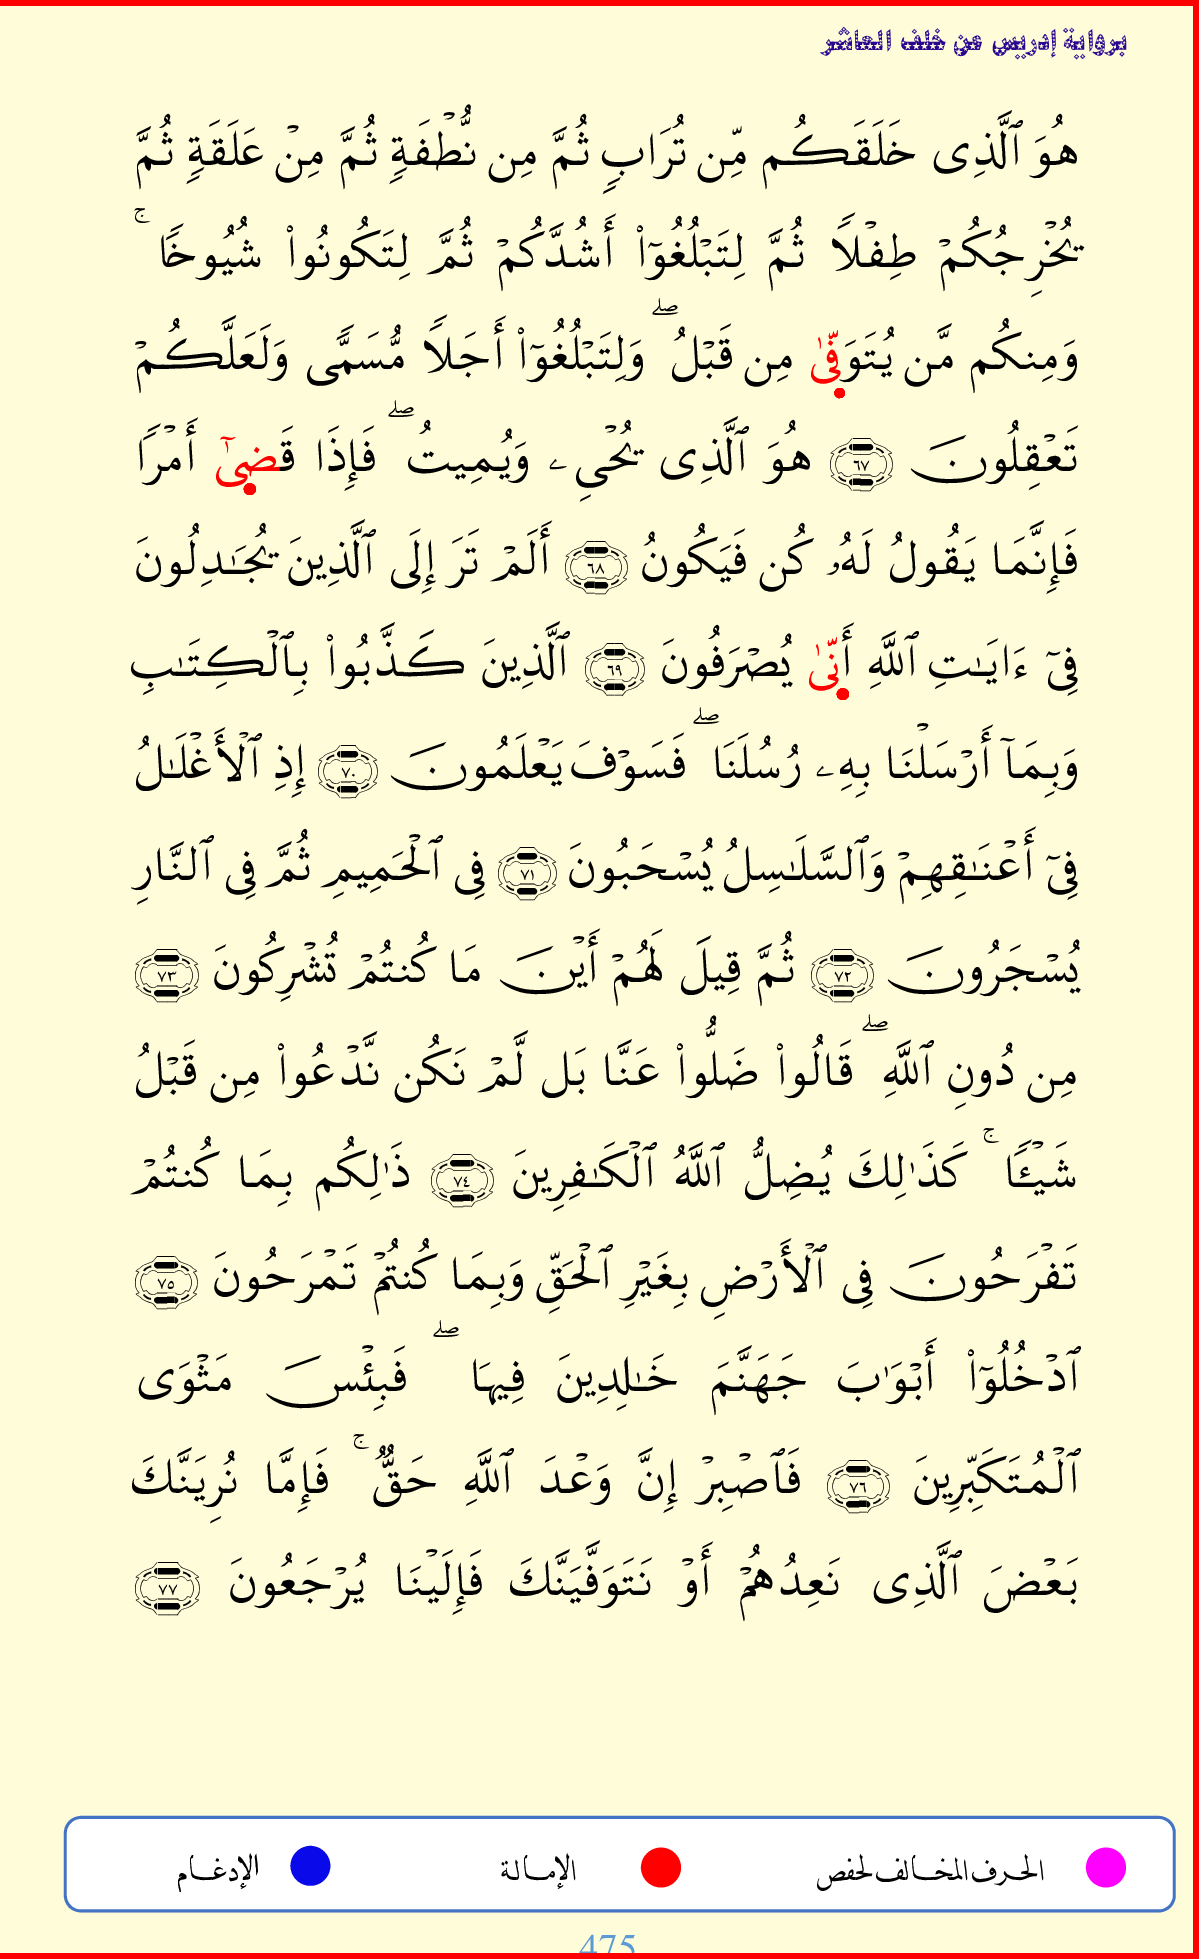 برواية إدريس عن خلف العاشر
هُوَ ٱلَّذِى خَلَقَكُم مِّن تُرَابٍ ثُمَّ مِن نُّطْفَةٍ ثُمَّ مِنْ عَلَقَةٍ ثُمَّ
يُخْرِجُكُمْ طِفْلًا ثُمَّ لِتَبْلُغُوٓا۟ أَشُدَّكُمْ ثُمَّ لِتَكُونُوا۟ شُيُوخًا ۚ
وَمِنكُم مَّن يُتَوَفّىٰ مِن قَبْلُ ۖ وَلِتَبْلُغُوٓا۟ أَجَلًا مُّسَمًّى وَلَعَلَّكُمْ
تَعْقِلُونَ ٦٧ هُوَ ٱلَّذِى يُحْىِۦ وَيُمِيتُ ۖ فَإِذَا قَضىٰٓ أَمْرًا
فَإِنَّمَا يَقُولُ لَهُۥ كُن فَيَكُونُ ٦٨ أَلَمْ تَرَ إِلَى ٱلَّذِينَ يُجَـٰدِلُونَ
فِىٓ ءَايَـٰتِ ٱللَّهِ أَنّىٰ يُصْرَفُونَ ٦٩ ٱلَّذِينَ كَذَّبُوا۟ بِٱلْكِتَـٰبِ
وَبِمَآ أَرْسَلْنَا بِهِۦ رُسُلَنَا ۖ فَسَوْفَ يَعْلَمُونَ ٧٠ إِذِ ٱلْأَغْلَـٰلُ
فِىٓ أَعْنَـٰقِهِمْ وَٱلسَّلَـٰسِلُ يُسْحَبُونَ ٧١ فِى ٱلْحَمِيمِ ثُمَّ فِى ٱلنَّارِ
يُسْجَرُونَ ٧٢ ثُمَّ قِيلَ لَهُمْ أَيْنَ مَا كُنتُمْ تُشْرِكُونَ ٧٣
مِن دُونِ ٱللَّهِ ۖ قَالُوا۟ ضَلُّوا۟ عَنَّا بَل لَّمْ نَكُن نَّدْعُوا۟ مِن قَبْلُ
شَيْـًٔا ۚ كَذَٰلِكَ يُضِلُّ ٱللَّهُ ٱلْكَـٰفِرِينَ ٧٤ ذَٰلِكُم بِمَا كُنتُمْ
تَفْرَحُونَ فِى ٱلْأَرْضِ بِغَيْرِ ٱلْحَقِّ وَبِمَا كُنتُمْ تَمْرَحُونَ ٧٥
ٱدْخُلُوٓا۟ أَبْوَٰبَ جَهَنَّمَ خَـٰلِدِينَ فِيهَا ۖ فَبِئْسَ مَثْوَى
ٱلْمُتَكَبِّرِينَ ٧٦ فَٱصْبِرْ إِنَّ وَعْدَ ٱللَّهِ حَقٌّ ۚ فَإِمَّا نُرِيَنَّكَ
بَعْضَ ٱلَّذِى نَعِدُهُمْ أَوْ نَتَوَفَّيَنَّكَ فَإِلَيْنَا يُرْجَعُونَ ٧٧
الحرف المخالف لحفص الإمالة الإدغام
475